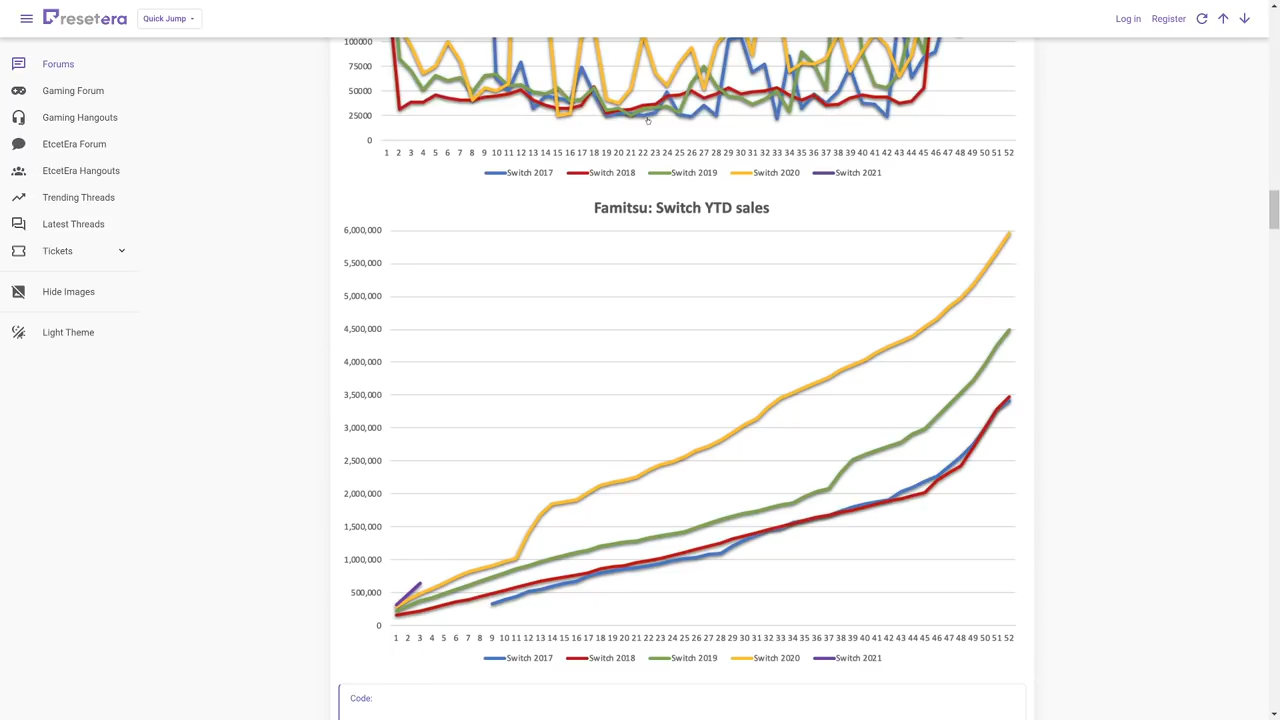 resetera
Quick Jump
Log in
Register
Forums
Gaming Forum
Gaming Hangouts
EtcetEra Forum
EtcetEra Hangouts
Trending Threads
Latest Threads
Tickets
Hide Images
Light Theme
100000
75000
50000
25000
0
1 2 3 4 5 6 7 8 9 10 11 12 13 14 15 16 17 18 19 20 21 22 23 24 25 26 27 28 29 30 31 32 33 34 35 36 37 38 39 40 41 42 43 44 45 46 47 48 49 50 51 52
Switch 2017 Switch 2018 Switch 2019 Switch 2020 Switch 2021
Famitsu: Switch YTD sales
6,000,000
5,500,000
5,000,000
4,500,000
4,000,000
3,500,000
3,000,000
2,500,000
2,000,000
1,500,000
1,000,000
500,000
0
1 2 3 4 5 6 7 8 9 10 11 12 13 14 15 16 17 18 19 20 21 22 23 24 25 26 27 28 29 30 31 32 33 34 35 36 37 38 39 40 41 42 43 44 45 46 47 48 49 50 51 52
Switch 2017 Switch 2018 Switch 2019 Switch 2020 Switch 2021
Code: